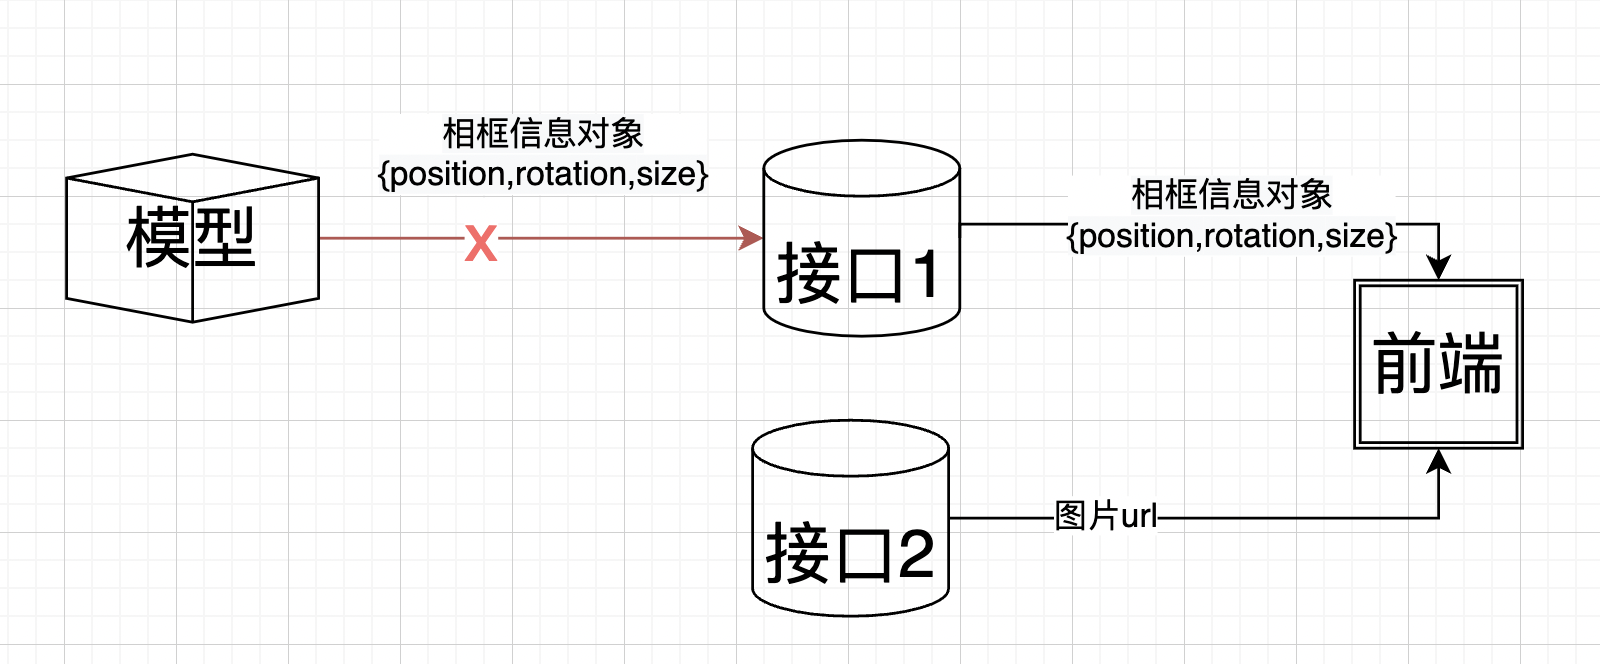 相框信息对象
{position,rotation,size}
模型
X
接口1
相框信息对象
{position,rotation,size}
前端
接口2
图片url